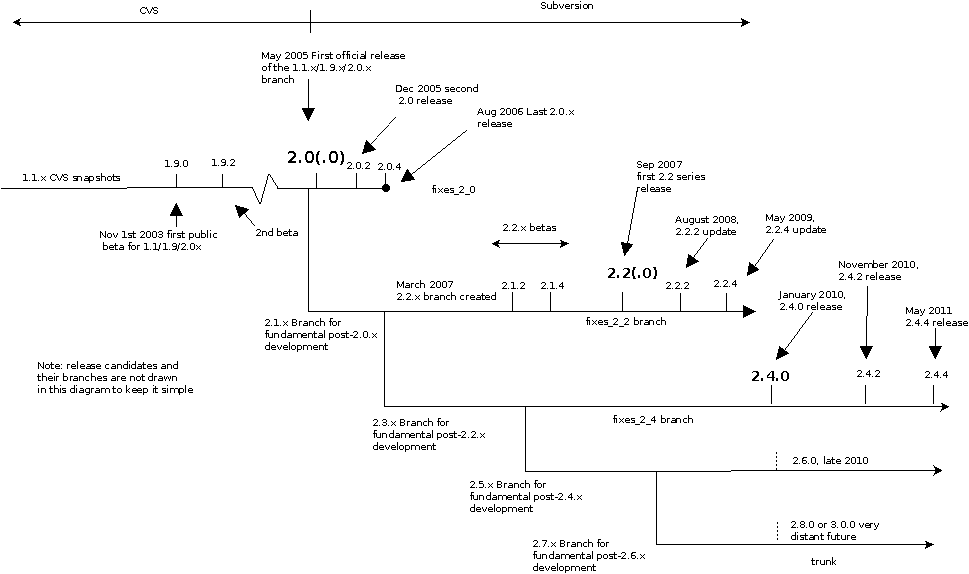 CVS
Subversion
May 2005 First official release
of the 1.1.x/1.9.x/2.0.x
branch
Dec 2005 second
2.0 release
Aug 2006 Last 2.0.x
release
2.0(.0)
2.0.2
2.0.4
1.9.0
1.9.2
1.1.x CVS snapshots
fixes_2_0
Nov 1st 2003 first public
beta for 1.1/1.9/2.0x
2nd beta
Sep 2007
first 2.2 series
release
2.2.x betas
August 2008,
2.2.2 update
May 2009,
2.2.4 update
March 2007
2.2.x branch created
2.1.2
2.1.4
2.2(.0)
2.2.2
2.2.4
November 2010,
2.4.2 release
January 2010,
2.4.0 release
May 2011
2.4.4 release
2.1.x Branch for
fundamental post-2.0.x
development
fixes_2_2 branch
Note: release candidates and
their branches are not drawn
in this diagram to keep it simple
2.4.0
2.4.2
2.4.4
2.3.x Branch for
fundamental post-2.2.x
development
fixes_2_4 branch
2.6.0, late 2010
2.5.x Branch for
fundamental post-2.4.x
development
2.8.0 or 3.0.0 very
distant future
2.7.x Branch for
fundamental post-2.6.x
development
trunk